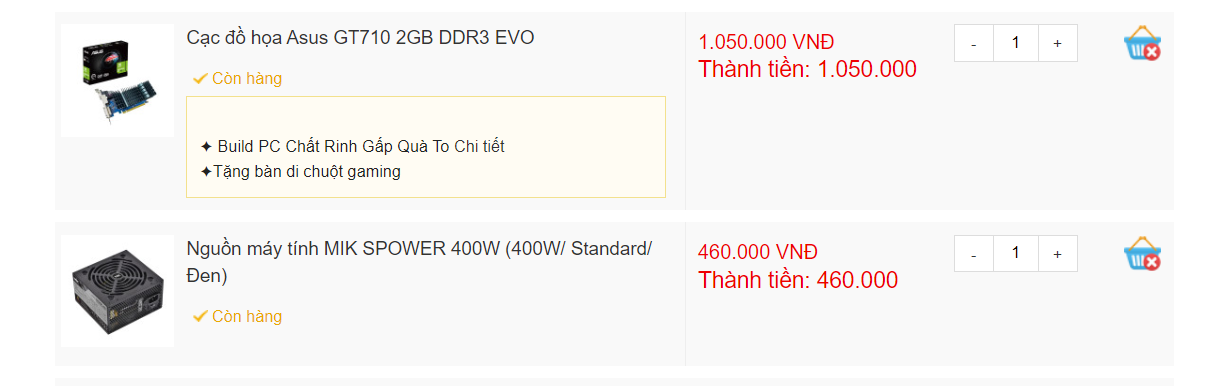 Cạc đồ họa Asus GT710 2GB DDR3 EVO
Còn hàng
✦ Build PC Chất Rinh Gấp Quà To Chi tiết
✦Tặng bàn di chuột gaming
1.050.000 VNĐ
Thành tiền: 1.050.000
- 1 +
Nguồn máy tính MIK SPOWER 400W (400W/ Standard/
Đen)
Còn hàng
460.000 VNĐ
Thành tiền: 460.000
- 1 +